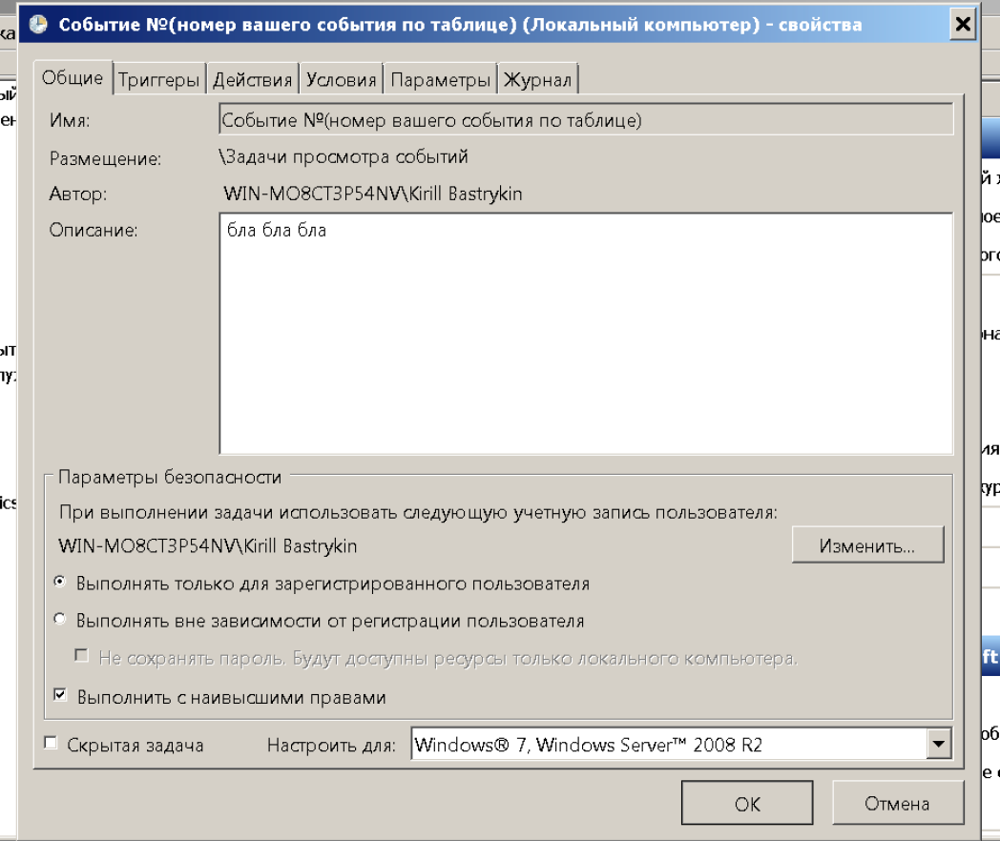 Событие №(номер вашего события по таблице) (Локальный компьютер) - свойства
Общие Триггеры Действия Условия Параметры Журнал
Имя: Событие №(номер вашего события по таблице)
Размещение: \Задачи просмотра событий
Автор: WIN-MO8CT3P54NV\Kirill Bastrykin
Описание: бла бла бла
Параметры безопасности
При выполнении задачи использовать следующую учетную запись пользователя:
WIN-MO8CT3P54NV\Kirill Bastrykin Изменить...
Выполнять только для зарегистрированного пользователя
Выполнять вне зависимости от регистрации пользователя
Не сохранять пароль. Будут доступны ресурсы только локального компьютера.
Выполнить с наивысшими правами
Скрытая задача Настроить для: Windows® 7, Windows Server™ 2008 R2
OK Отмена